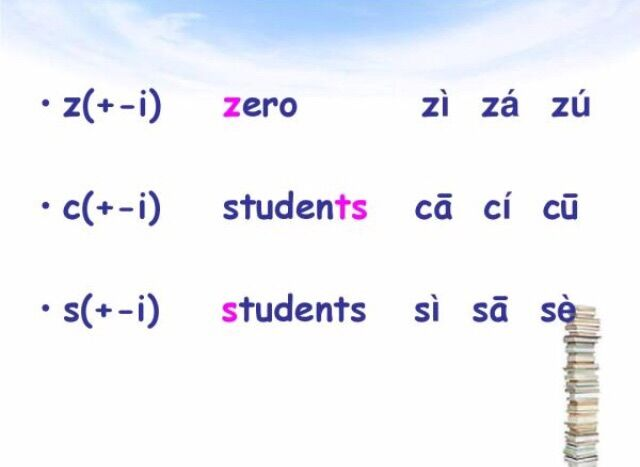 • z(+-i) zero zì zá zú
• c(+-i) students cā cí cū
• s(+-i) students sì sā sè